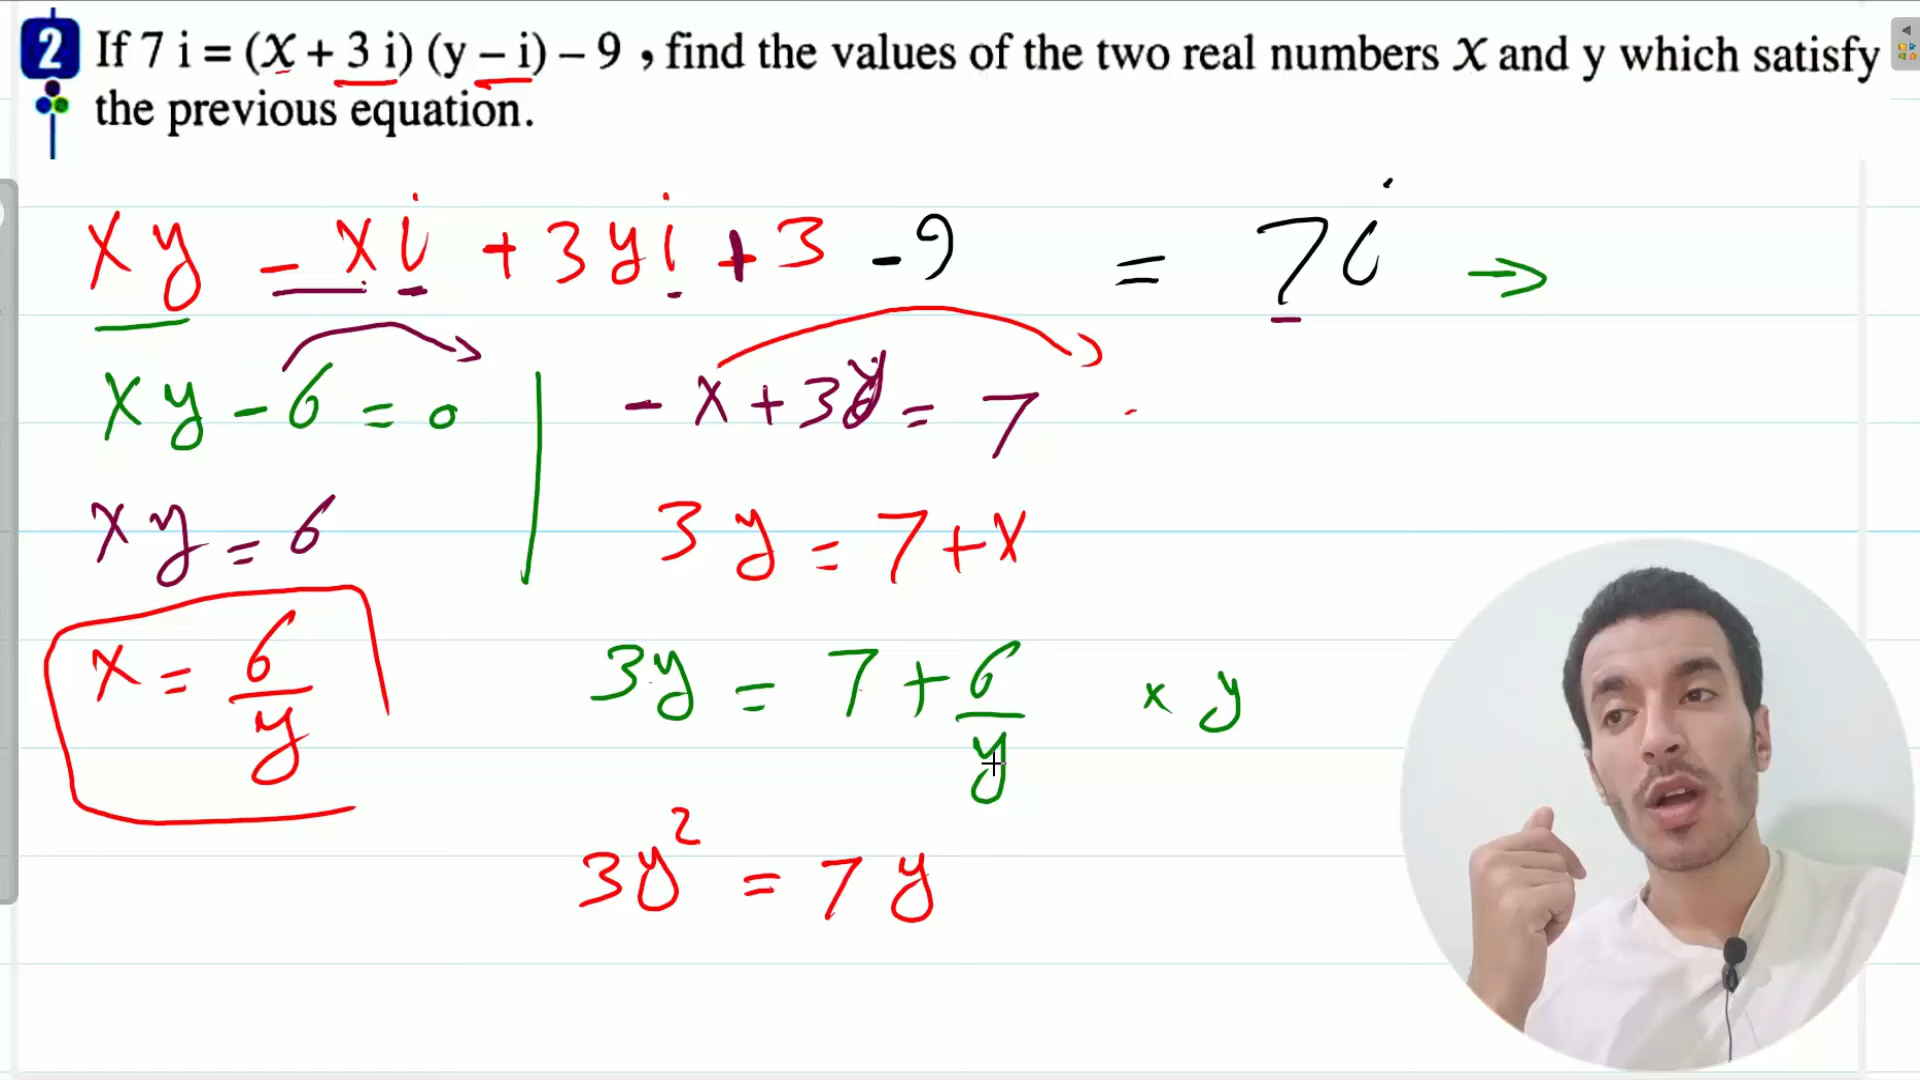 2 If 7 i = (X + 3 i) (y – i) – 9 , find the values of the two real numbers X and y which satisfy
the previous equation.
xy - xi + 3yi + 3 - 9 = 7i →
xy - 6 = 0
-x + 3y = 7
xy = 6
3y = 7 + x
x = 6/y
3y = 7 + 6/y × y
3y² = 7y